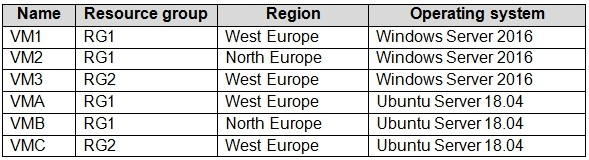 Name Resource group Region Operating system
VM1 RG1 West Europe Windows Server 2016
VM2 RG1 North Europe Windows Server 2016
VM3 RG2 West Europe Windows Server 2016
VMA RG1 West Europe Ubuntu Server 18.04
VMB RG1 North Europe Ubuntu Server 18.04
VMC RG2 West Europe Ubuntu Server 18.04